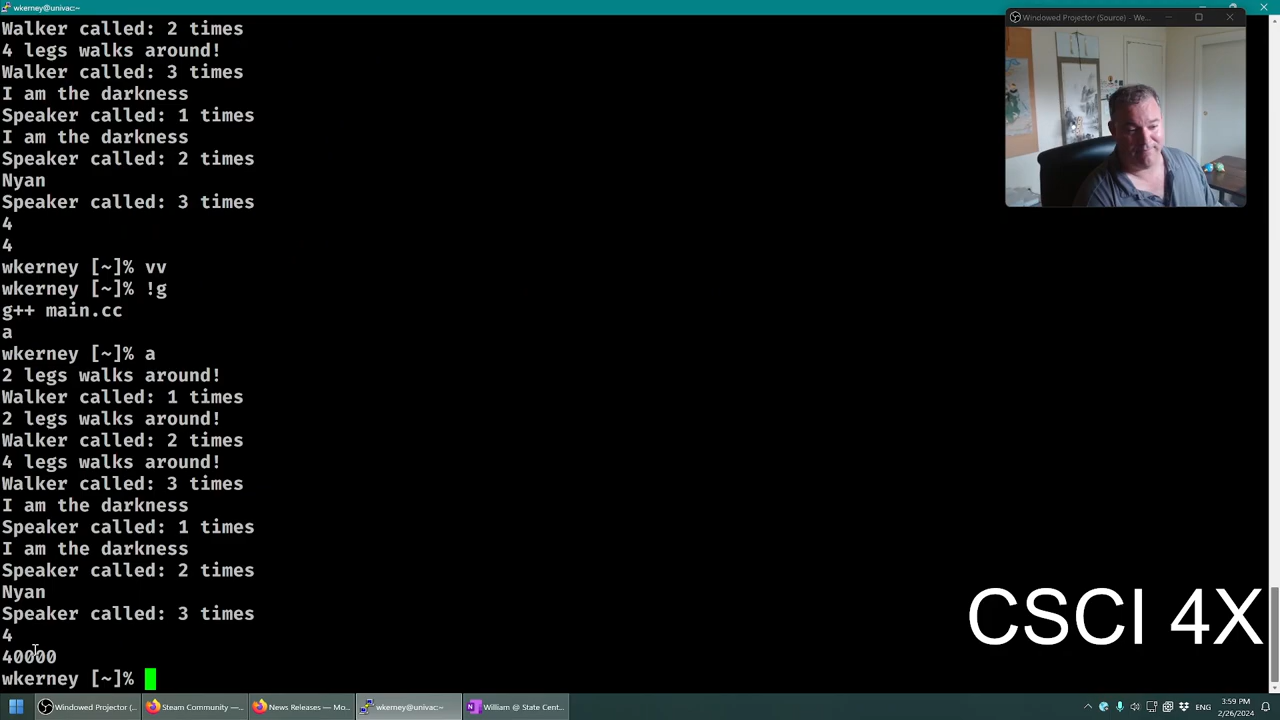 wkerney@univac:~
Windowed Projector (Source) - We...
Walker called: 2 times
4 legs walks around!
Walker called: 3 times
I am the darkness
Speaker called: 1 times
I am the darkness
Speaker called: 2 times
Nyan
Speaker called: 3 times
4
4
wkerney [~]% vv
wkerney [~]% !g
g++ main.cc
a
wkerney [~]% a
2 legs walks around!
Walker called: 1 times
2 legs walks around!
Walker called: 2 times
4 legs walks around!
Walker called: 3 times
I am the darkness
Speaker called: 1 times
I am the darkness
Speaker called: 2 times
Nyan
Speaker called: 3 times
4
40000
wkerney [~]%
CSCI 4X
Windowed Projector (...
Steam Community —...
News Releases — Mo...
wkerney@univac:~
William @ State Cent...
ENG
3:59 PM
2/26/2024